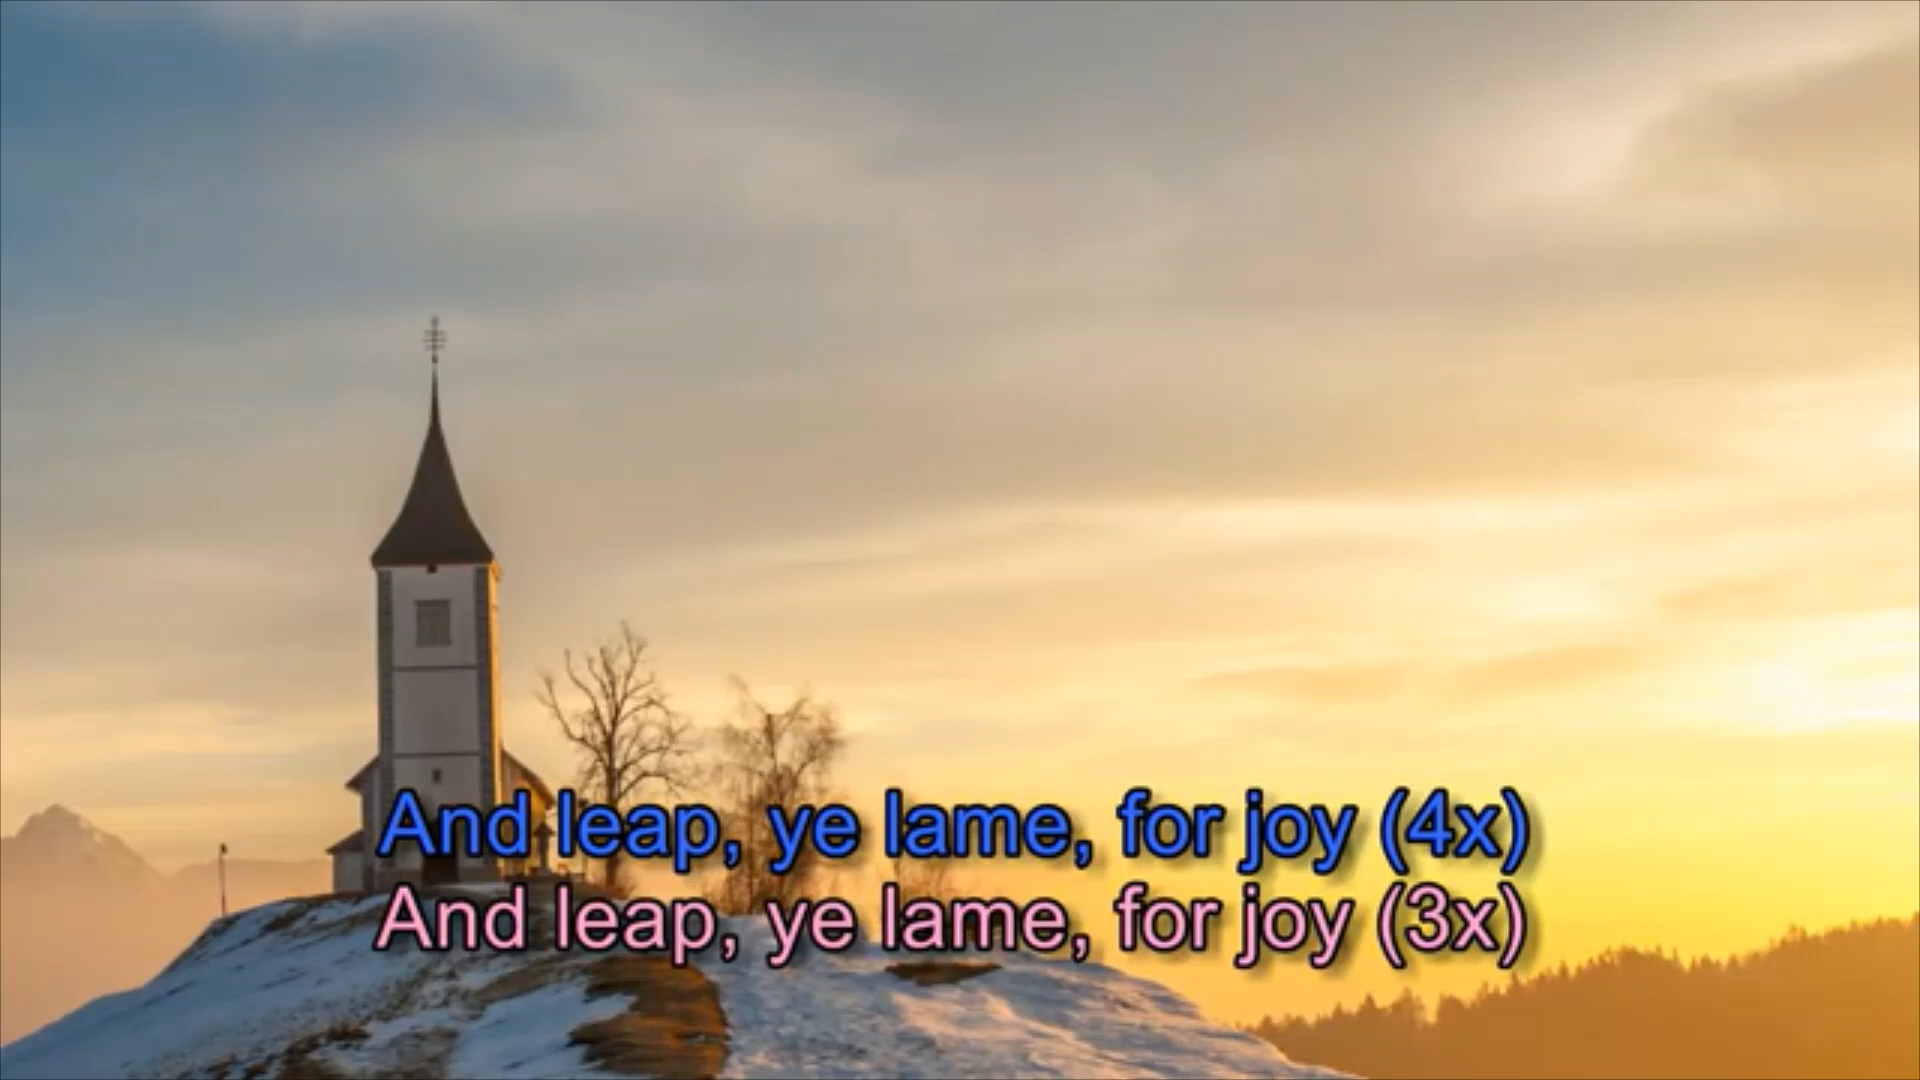 And leap, ye lame, for joy (4x)
And leap, ye lame, for joy (3x)